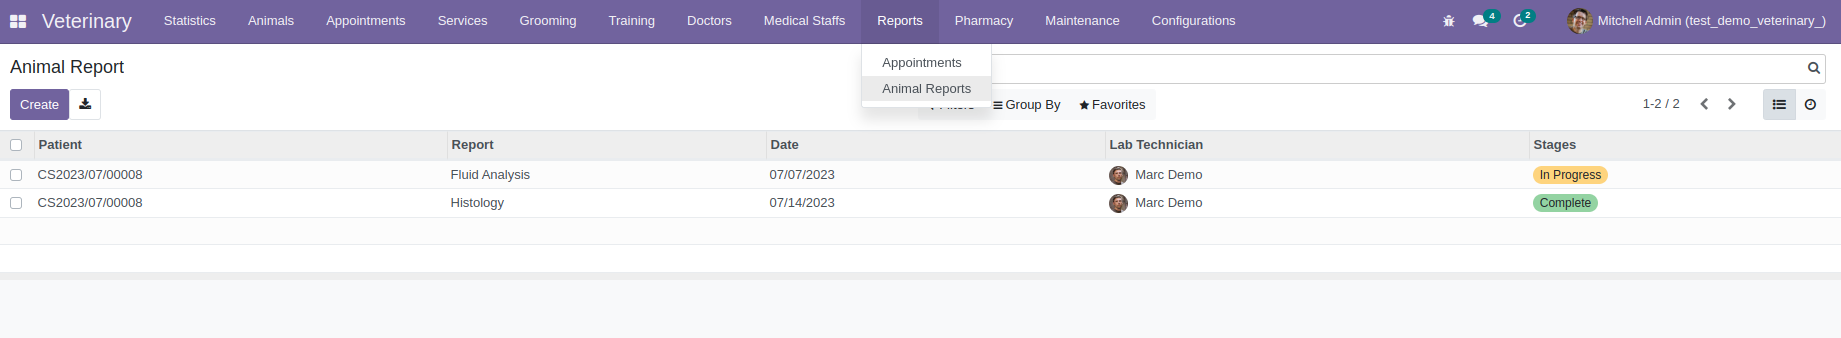 Veterinary Statistics Animals Appointments Services Grooming Training Doctors Medical Staffs Reports Pharmacy Maintenance Configurations 4 2 Mitchell Admin (test_demo_veterinary_)
Animal Report
Appointments
Animal Reports
Create Group By Favorites 1-2 / 2
Patient Report Date Lab Technician Stages
CS2023/07/00008 Fluid Analysis 07/07/2023 Marc Demo In Progress
CS2023/07/00008 Histology 07/14/2023 Marc Demo Complete